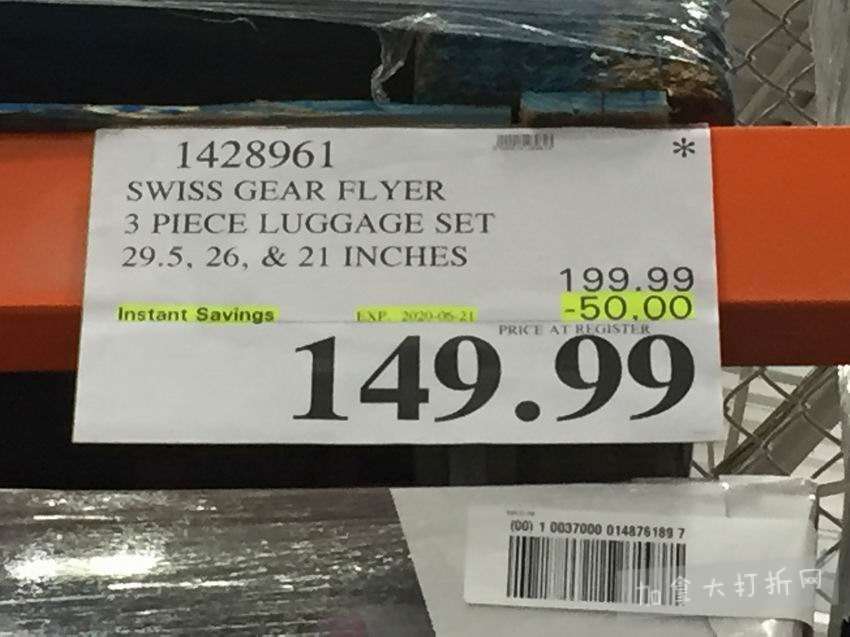 1428961
*
SWISS GEAR FLYER
3 PIECE LUGGAGE SET
29.5, 26, & 21 INCHES
199.99
Instant Savings EXP. 2020-06-21 -50.00
PRICE AT REGISTER
149.99
(00) 1 0037000 014876189 7
加拿大打折网